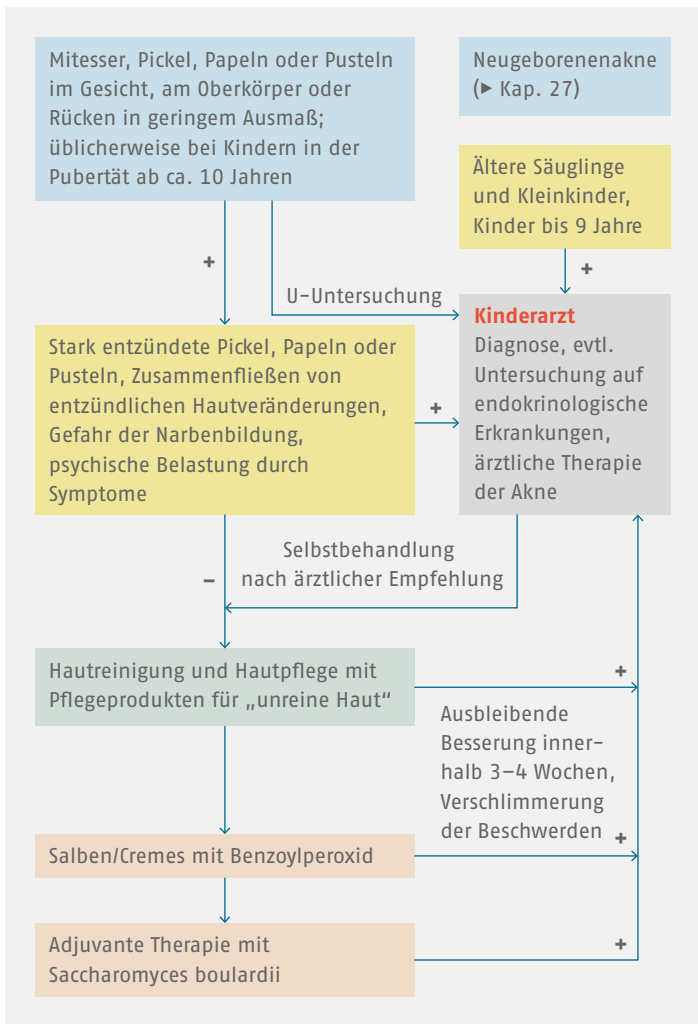 Mitesser, Pickel, Papeln oder Pusteln
im Gesicht, am Oberkörper oder
Rücken in geringem Ausmaß;
üblicherweise bei Kindern in der
Pubertät ab ca. 10 Jahren
Neugeborenenakne
(▶ Kap. 27)
Ältere Säuglinge
und Kleinkinder,
Kinder bis 9 Jahre
+
+
U-Untersuchung
Kinderarzt
Diagnose, evtl.
Untersuchung auf
endokrinologische
Erkrankungen,
ärztliche Therapie
der Akne
Stark entzündete Pickel, Papeln oder
Pusteln, Zusammenfließen von
entzündlichen Hautveränderungen,
Gefahr der Narbenbildung,
psychische Belastung durch
Symptome
+
Selbstbehandlung
nach ärztlicher Empfehlung
–
Hautreinigung und Hautpflege mit
Pflegeprodukten für „unreine Haut“
+
Ausbleibende
Besserung inner-
halb 3–4 Wochen,
Verschlimmerung
der Beschwerden
+
Salben/Cremes mit Benzoylperoxid
Adjuvante Therapie mit
Saccharomyces boulardii
+